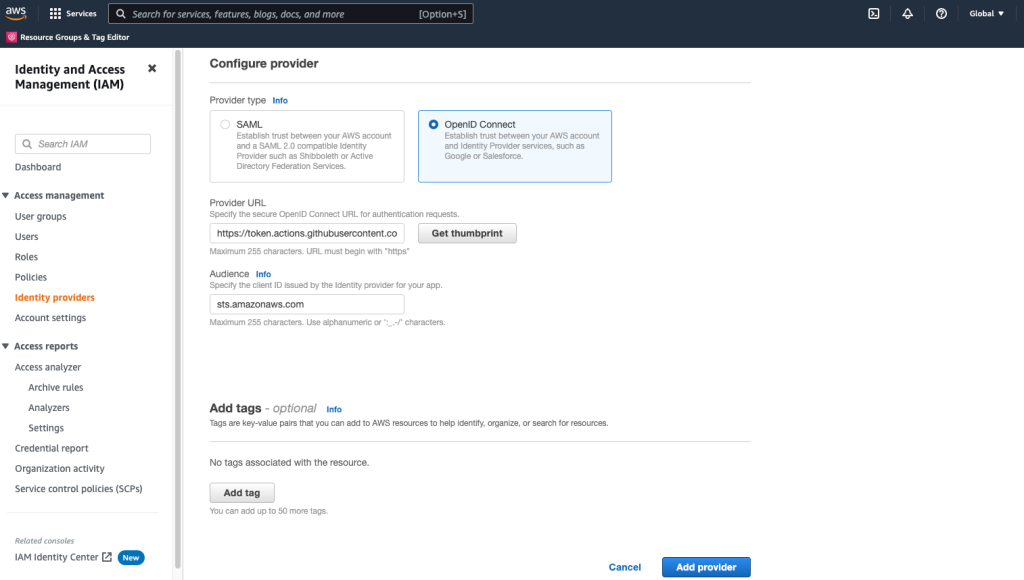 aws
Services
Search for services, features, blogs, docs, and more
[Option+S]
Global
Resource Groups & Tag Editor
Identity and Access
Management (IAM)
Search IAM
Dashboard
Access management
User groups
Users
Roles
Policies
Identity providers
Account settings
Access reports
Access analyzer
Archive rules
Analyzers
Settings
Credential report
Organization activity
Service control policies (SCPs)
Related consoles
IAM Identity Center
New
Configure provider
Provider type Info
SAML
Establish trust between your AWS account
and a SAML 2.0 compatible Identity
Provider such as Shibboleth or Active
Directory Federation Services.
OpenID Connect
Establish trust between your AWS account
and Identity Provider services, such as
Google or Salesforce.
Provider URL
Specify the secure OpenID Connect URL for authentication requests.
https://token.actions.githubusercontent.co
Get thumbprint
Maximum 255 characters. URL must begin with "https"
Audience Info
Specify the client ID issued by the Identity provider for your app.
sts.amazonaws.com
Maximum 255 characters. Use alphanumeric or ':_.-/' characters.
Add tags - optional Info
Tags are key-value pairs that you can add to AWS resources to help identify, organize, or search for resources.
No tags associated with the resource.
Add tag
You can add up to 50 more tags.
Cancel
Add provider